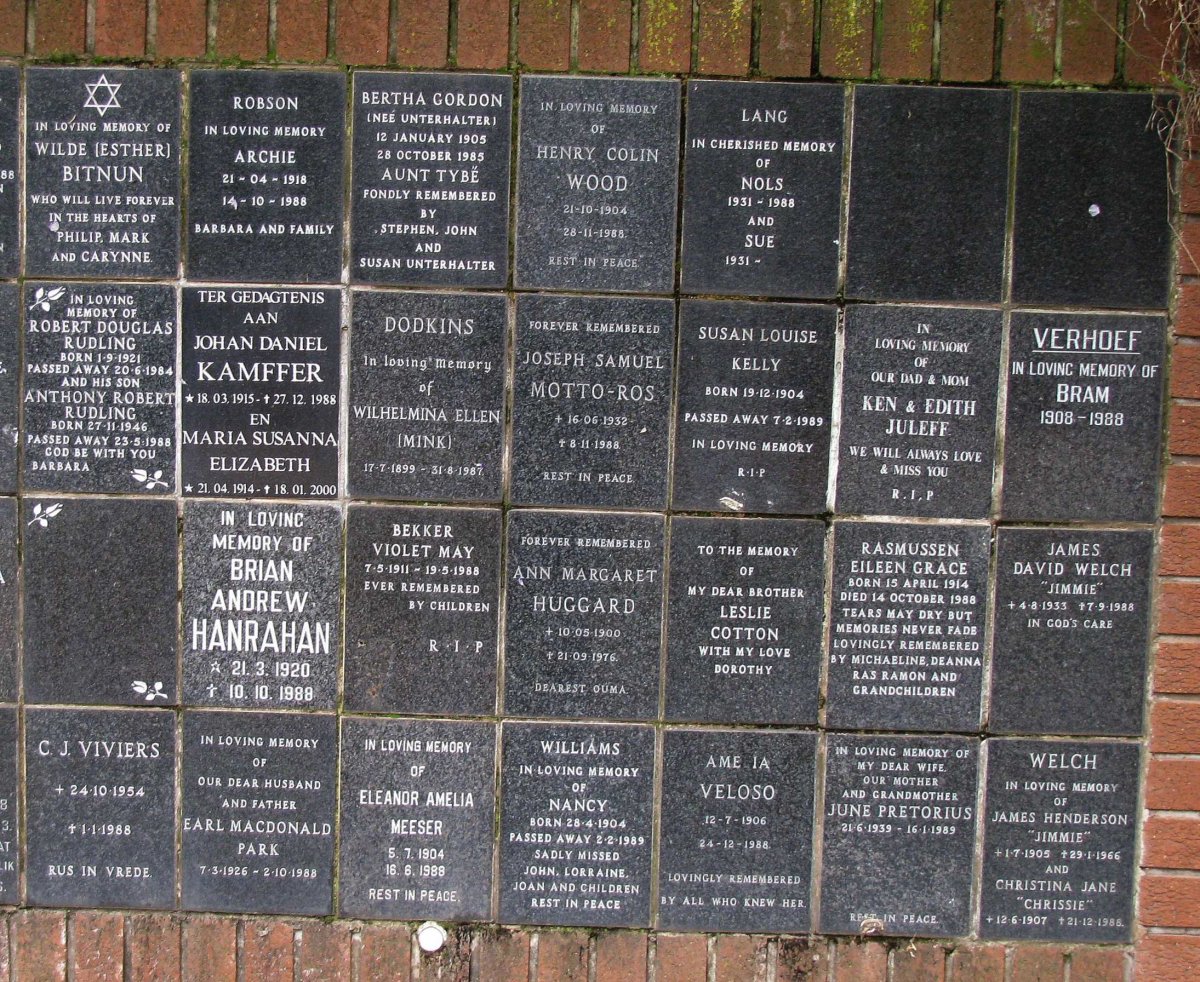 IN LOVING MEMORY OF
WILDE (ESTHER)
BITNUN
WHO WILL LIVE FOREVER
IN THE HEARTS OF
PHILIP, MARK
AND CARYNNE.
ROBSON
IN LOVING MEMORY
ARCHIE
21-04-1918
14-10-1988
BARBARA AND FAMILY
BERTHA GORDON
(NEÉ UNTERHALTER)
12 JANUARY 1905
28 OCTOBER 1985
AUNT TYBË
FONDLY REMEMBERED
BY
STEPHEN, JOHN
AND
SUSAN UNTERHALTER
IN LOVING MEMORY
OF
HENRY COLIN
WOOD
21-10-1904
28-11-1988
REST IN PEACE.
LANG
IN CHERISHED MEMORY
OF
NOLS
1931-1988
AND
SUE
1931-
IN LOVING
MEMORY OF
ROBERT DOUGLAS
RUDLING
BORN 1·9·1921
PASSED AWAY 20·6·1984
AND HIS SON
ANTHONY ROBERT
RUDLING
BORN 27·11·1946
PASSED AWAY 23·5·1988
GOD BE WITH YOU
BARBARA
TER GEDAGTENIS
AAN
JOHAN DANIEL
KAMFFER
★ 18.03.1915 - ✝ 27.12.1988
EN
MARIA SUSANNA
ELIZABETH
★ 21.04.1914 - ✝ 18.01.2000
DODKINS
In loving memory
of
WILHELMINA ELLEN
(MINK)
17·7·1899 - 31·8·1987.
FOREVER REMEMBERED
JOSEPH SAMUEL
MOTTO-ROS
+ 16·06·1932
✝ 8·11·1988
REST IN PEACE.
SUSAN LOUISE
KELLY
BORN 19·12·1904
PASSED AWAY 7·2·1989
IN LOVING MEMORY
R·I·P
IN
LOVING MEMORY
OF
OUR DAD & MOM
KEN & EDITH
JULEFF
WE WILL ALWAYS LOVE
& MISS YOU
R.I.P
VERHOEF
IN LOVING MEMORY OF
BRAM
1908-1988
IN LOVING
MEMORY OF
BRIAN
ANDREW
HANRAHAN
☆ 21.3.1920
✝ 10.10.1988
BEKKER
VIOLET MAY
7·5·1911 - 19·5·1988
EVER REMEMBERED
BY CHILDREN
R·I·P
FOREVER REMEMBERED
ANN MARGARET
HUGGARD
+ 10·05·1900
✝ 21·09·1976
DEAREST OUMA.
TO THE MEMORY
OF
MY DEAR BROTHER
LESLIE
COTTON
WITH MY LOVE
DOROTHY
RASMUSSEN
EILEEN GRACE
BORN 15 APRIL 1914
DIED 14 OCTOBER 1988
TEARS MAY DRY BUT
MEMORIES NEVER FADE
LOVINGLY REMEMBERED
BY MICHAELINE, DEANNA
RAS RAMON AND
GRANDCHILDREN
JAMES
DAVID WELCH
"JIMMIE"
+ 4·8·1933 ✝ 7·9·1988
IN GOD'S CARE
C.J. VIVIERS
+ 24·10·1954
✝ 1·1·1988
RUS IN VREDE.
IN LOVING MEMORY
OF
OUR DEAR HUSBAND
AND FATHER
EARL MACDONALD
PARK
7·3·1926 - 2·10·1988
IN LOVING MEMORY
OF
ELEANOR AMELIA
MEESER
5.7.1904
16.6.1988
REST IN PEACE.
WILLIAMS
IN LOVING MEMORY
OF
NANCY
BORN 28·4·1904
PASSED AWAY 2·2·1989
SADLY MISSED
JOHN, LORRAINE,
JOAN AND CHILDREN
REST IN PEACE
AME IA
VELOSO
12-7-1906
24-12-1988
LOVINGLY REMEMBERED
BY ALL WHO KNEW HER.
IN LOVING MEMORY OF
MY DEAR WIFE,
OUR MOTHER
AND GRANDMOTHER
JUNE PRETORIUS
21·6·1939 - 16·1·1989
REST IN PEACE.
WELCH
IN LOVING MEMORY
OF
JAMES HENDERSON
"JIMMIE"
+ 1·7·1905 ✝ 29·1·1966
AND
CHRISTINA JANE
"CHRISSIE"
+ 12·6·1907 ✝ 21·12·1988.